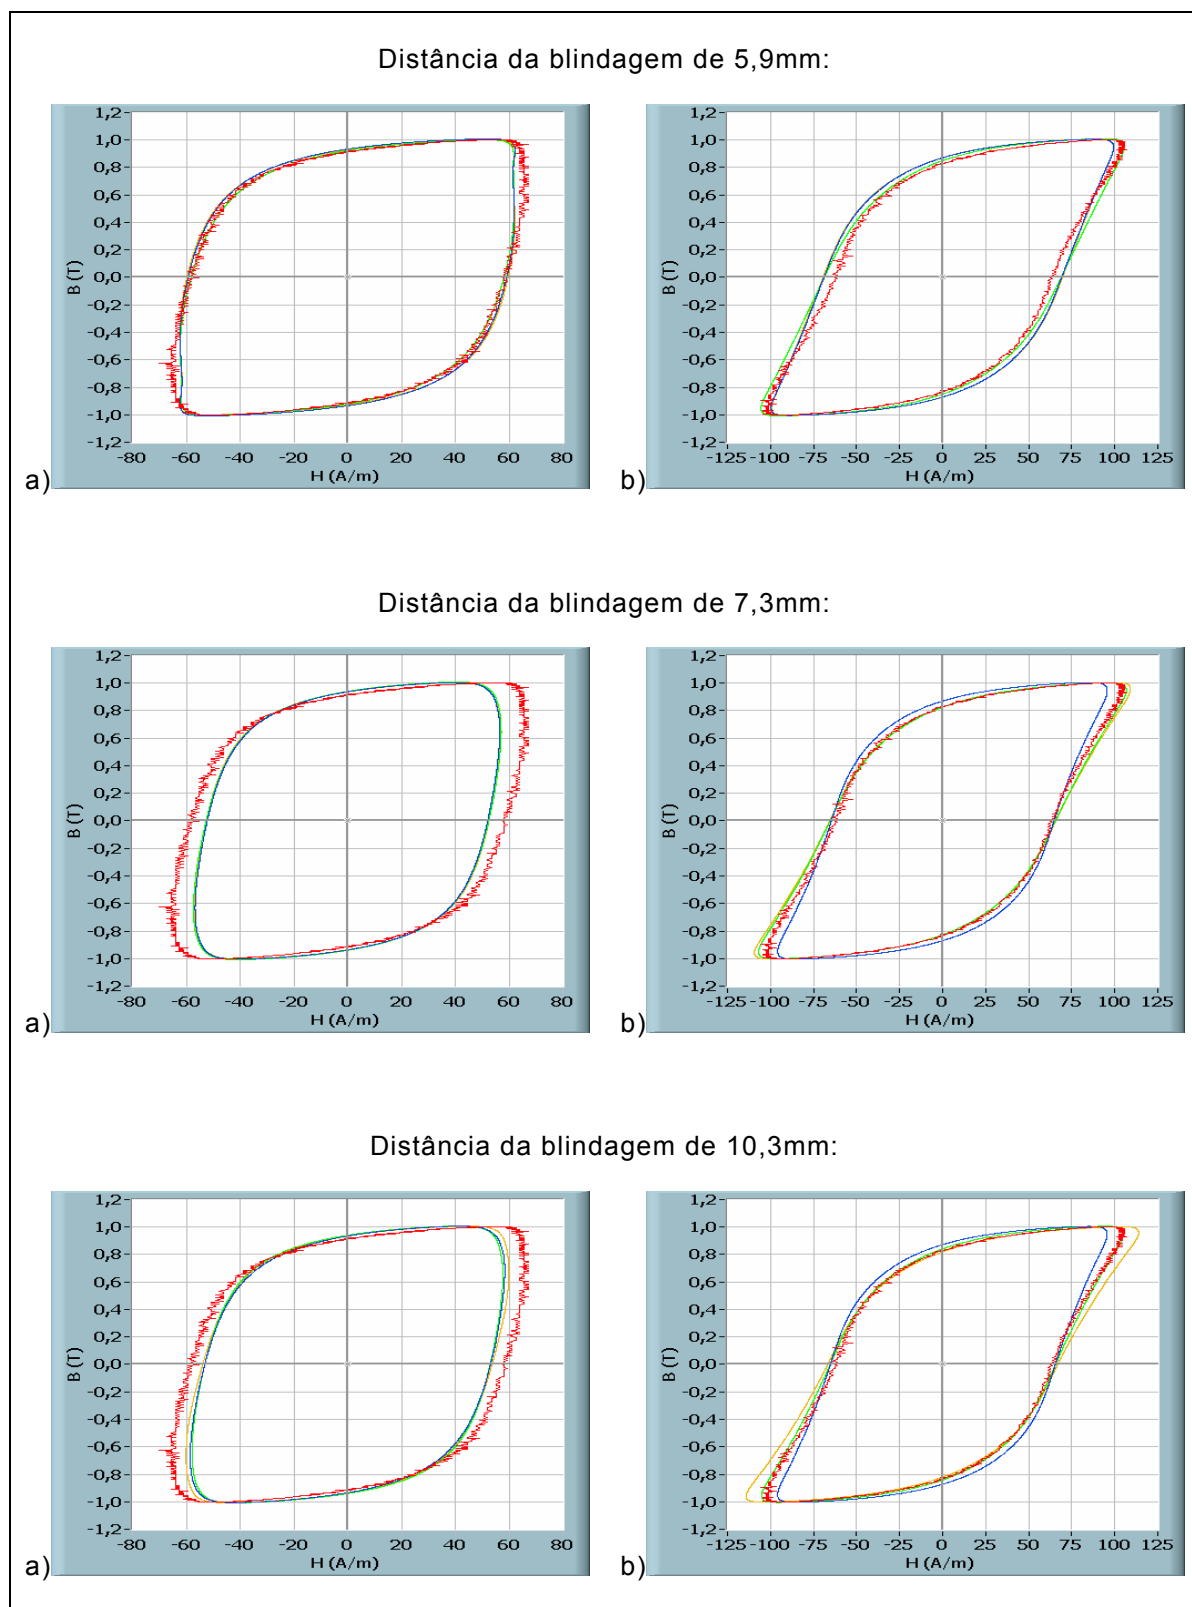 Distância da blindagem de 5,9mm:
1,2
1,0
0,8
0,6
0,4
0,2
0,0
-0,2
-0,4
-0,6
-0,8
-1,0
-1,2
B (T)
-80 -60 -40 -20 0 20 40 60 80
H (A/m)
a)
1,2
1,0
0,8
0,6
0,4
0,2
0,0
-0,2
-0,4
-0,6
-0,8
-1,0
-1,2
B (T)
-125 -100 -75 -50 -25 0 25 50 75 100 125
H (A/m)
b)
Distância da blindagem de 7,3mm:
1,2
1,0
0,8
0,6
0,4
0,2
0,0
-0,2
-0,4
-0,6
-0,8
-1,0
-1,2
B (T)
-80 -60 -40 -20 0 20 40 60 80
H (A/m)
a)
1,2
1,0
0,8
0,6
0,4
0,2
0,0
-0,2
-0,4
-0,6
-0,8
-1,0
-1,2
B (T)
-125 -100 -75 -50 -25 0 25 50 75 100 125
H (A/m)
b)
Distância da blindagem de 10,3mm:
1,2
1,0
0,8
0,6
0,4
0,2
0,0
-0,2
-0,4
-0,6
-0,8
-1,0
-1,2
B (T)
-80 -60 -40 -20 0 20 40 60 80
H (A/m)
a)
1,2
1,0
0,8
0,6
0,4
0,2
0,0
-0,2
-0,4
-0,6
-0,8
-1,0
-1,2
B (T)
-125 -100 -75 -50 -25 0 25 50 75 100 125
H (A/m)
b)